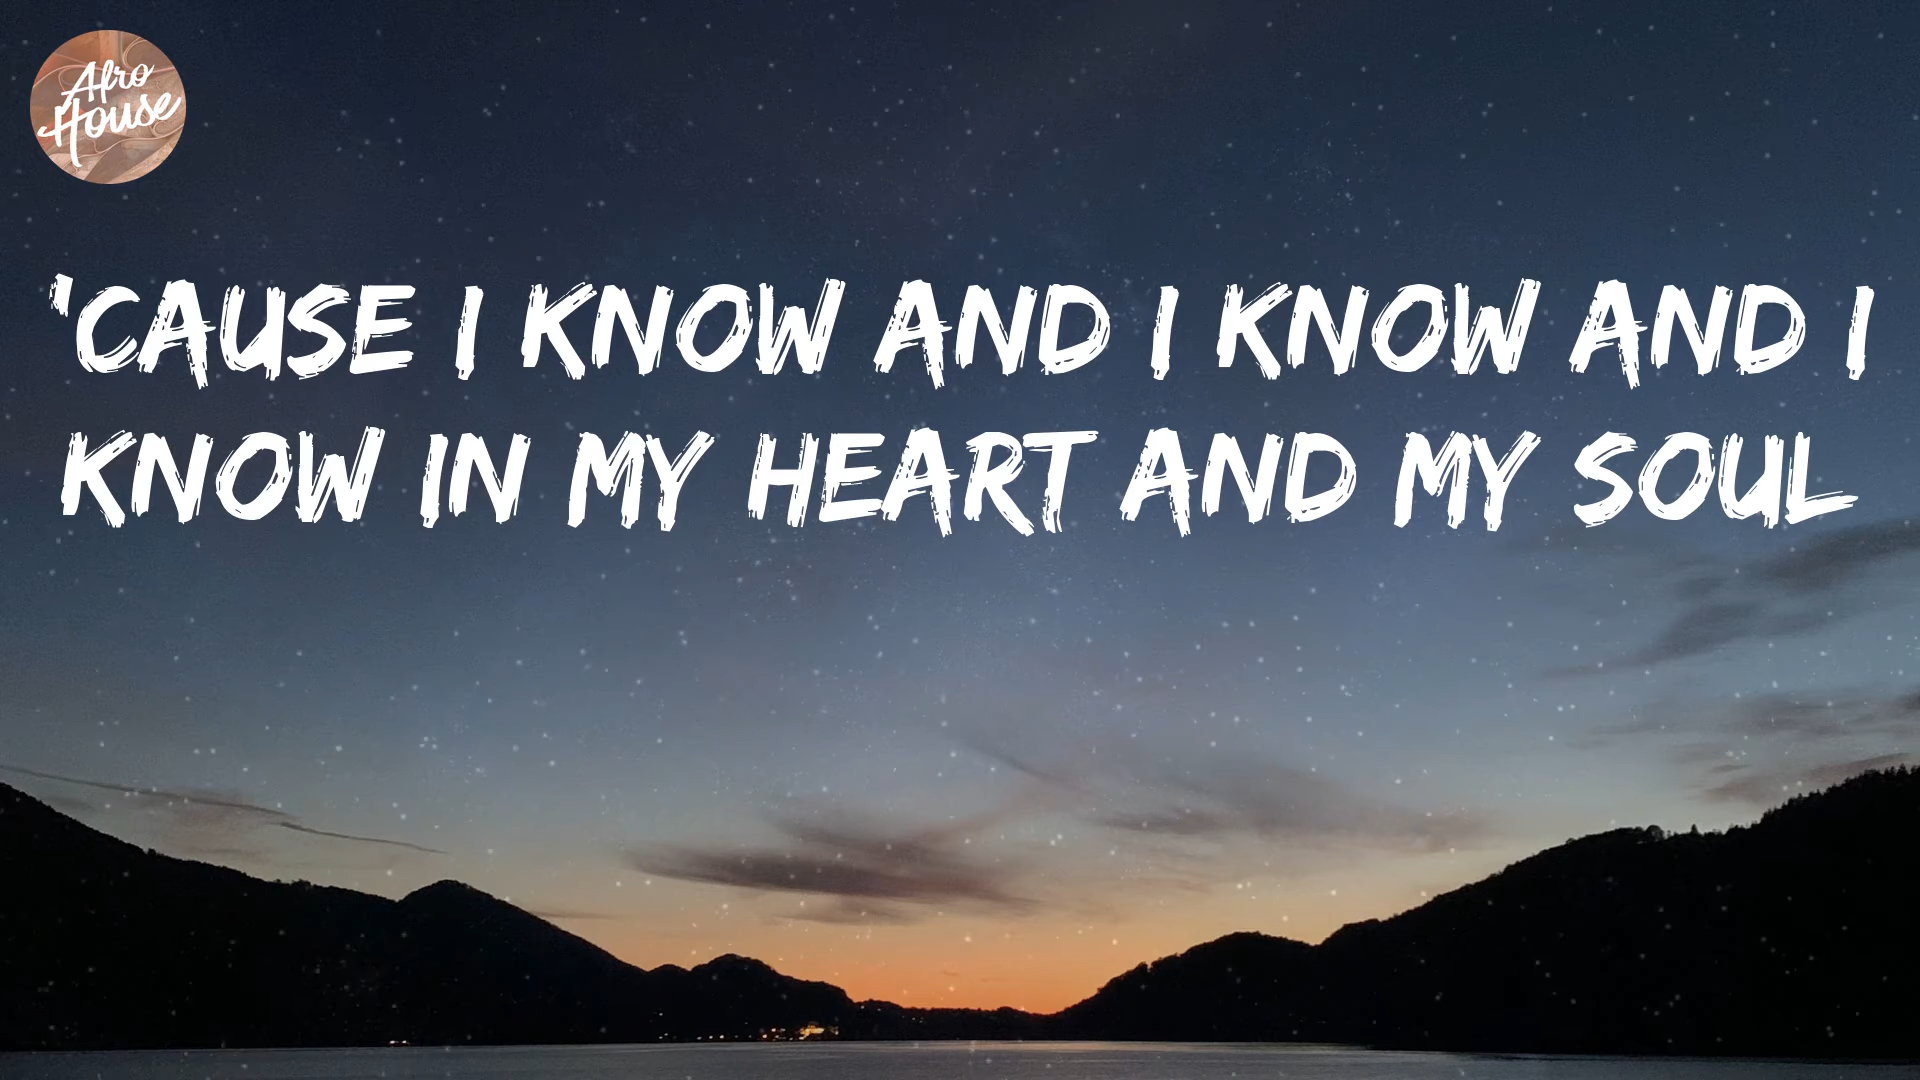 Afro
House
'CAUSE I KNOW AND I KNOW AND I
KNOW IN MY HEART AND MY SOUL